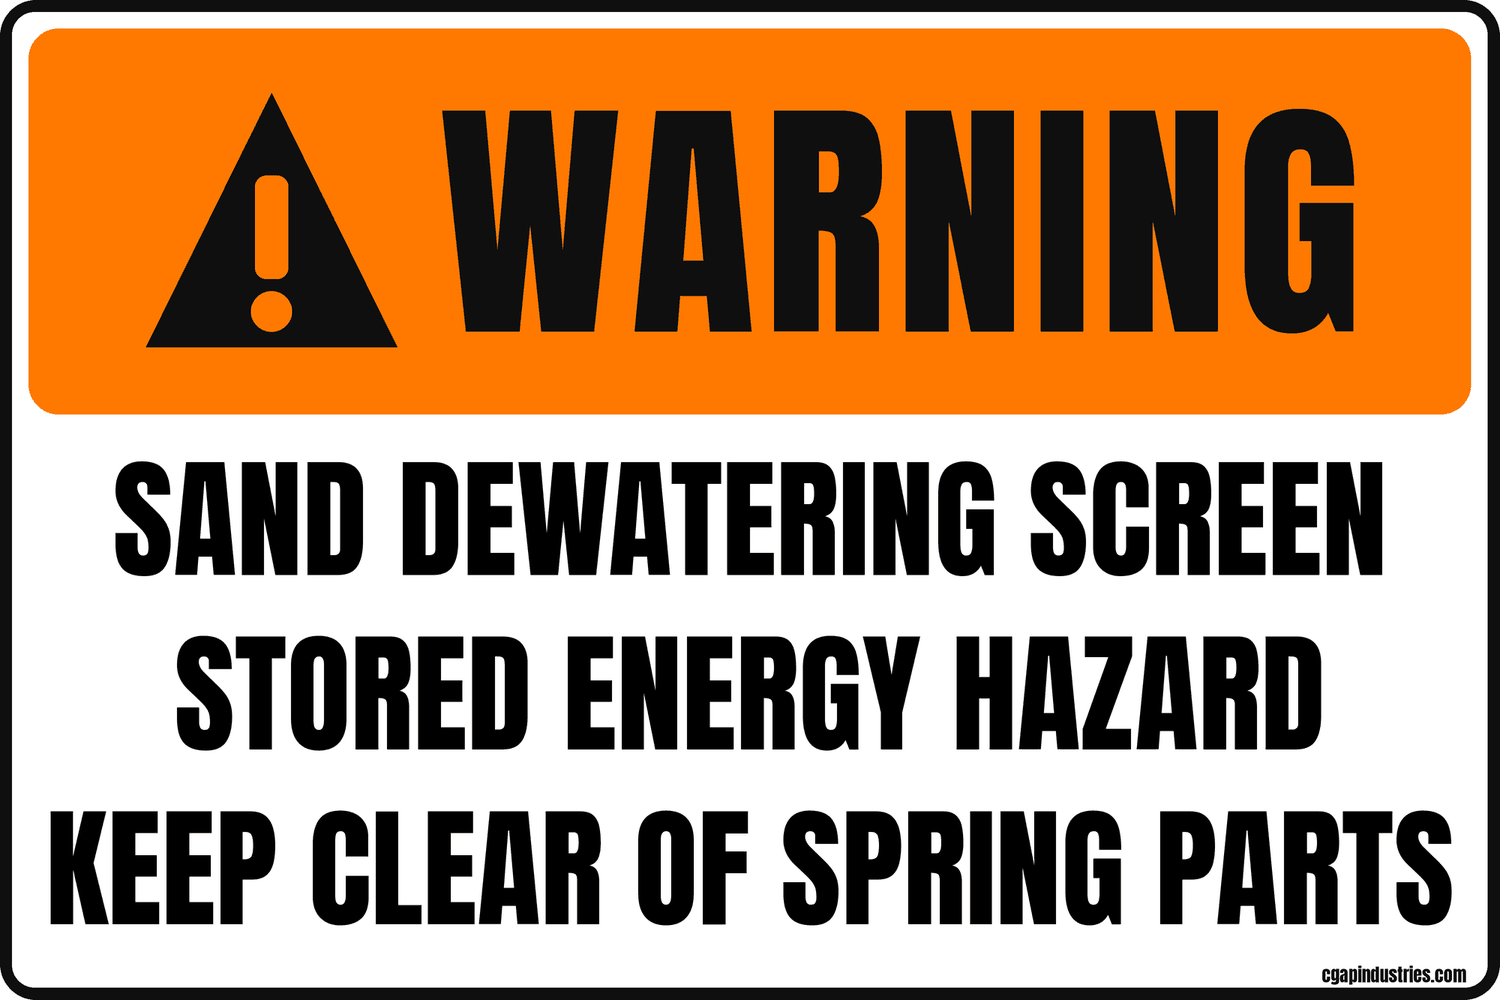 WARNING
SAND DEWATERING SCREEN
STORED ENERGY HAZARD
KEEP CLEAR OF SPRING PARTS
cgapindustries.com